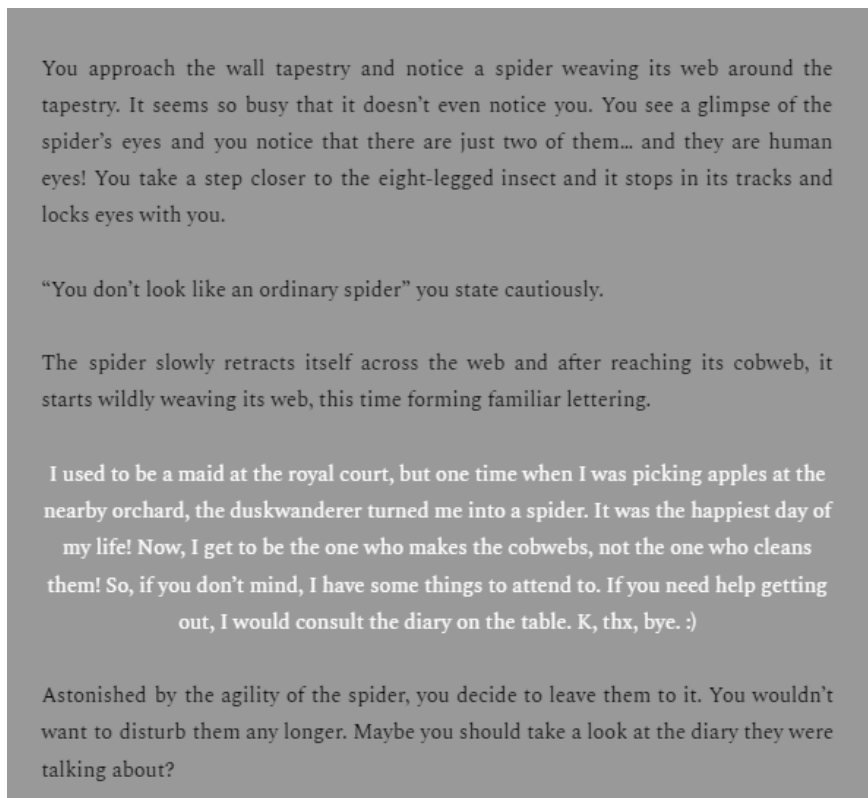 You approach the wall tapestry and notice a spider weaving its web around the
tapestry. It seems so busy that it doesn’t even notice you. You see a glimpse of the
spider’s eyes and you notice that there are just two of them... and they are human
eyes! You take a step closer to the eight-legged insect and it stops in its tracks and
locks eyes with you.
“You don’t look like an ordinary spider” you state cautiously.
The spider slowly retracts itself across the web and after reaching its cobweb, it
starts wildly weaving its web, this time forming familiar lettering.
I used to be a maid at the royal court, but one time when I was picking apples at the
nearby orchard, the duskwanderer turned me into a spider. It was the happiest day of
my life! Now, I get to be the one who makes the cobwebs, not the one who cleans
them! So, if you don’t mind, I have some things to attend to. If you need help getting
out, I would consult the diary on the table. K, thx, bye. :)
Astonished by the agility of the spider, you decide to leave them to it. You wouldn’t
want to disturb them any longer. Maybe you should take a look at the diary they were
talking about?